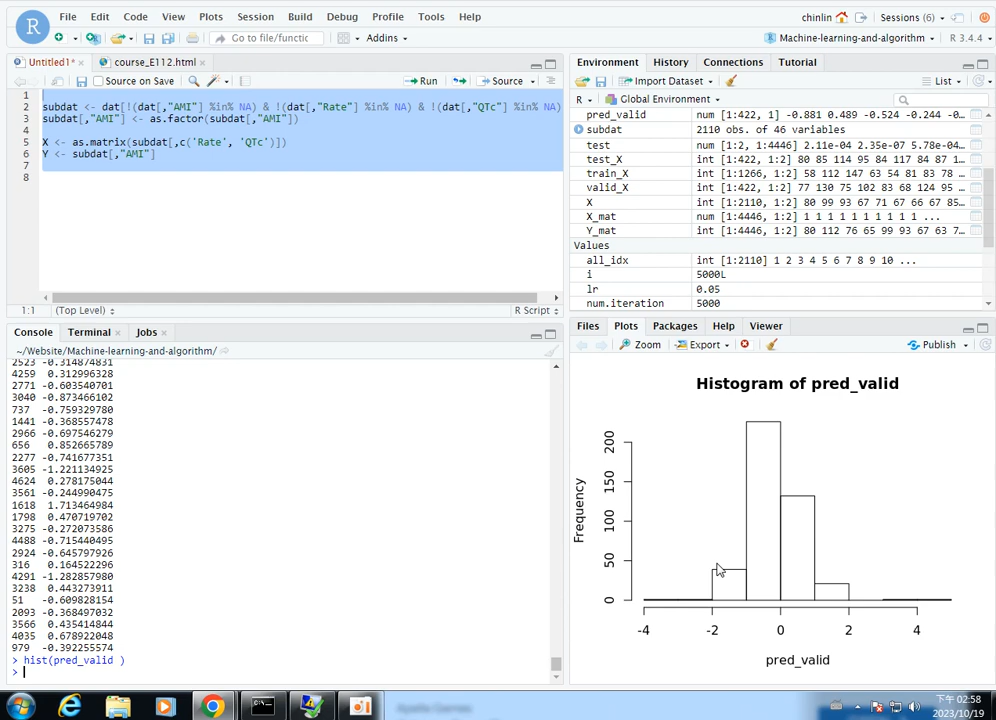 File Edit Code View Plots Session Build Debug Profile Tools Help
chinlin Sessions (6)
Go to file/function Addins
Machine-learning-and-algorithm R 3.4.4
Untitled1* course_E112.html
Source on Save Run Source
1
2 subdat <- dat[!(dat[,"AMI"] %in% NA) & !(dat[,"Rate"] %in% NA) & !(dat[,"QTc"] %in% NA)
3 subdat[,"AMI"] <- as.factor(subdat[,"AMI"])
4
5 X <- as.matrix(subdat[,c('Rate', 'QTc')])
6 Y <- subdat[,"AMI"]
7
8
1:1 (Top Level) R Script
Console Terminal Jobs
~/Website/Machine-learning-and-algorithm/
2523 -0.314874831
4259 0.312996328
2771 -0.603540701
3040 -0.873466102
737 -0.759329780
1441 -0.368557478
2966 -0.697546279
656 0.852665789
2277 -0.741677351
3605 -1.221134925
4624 0.278175044
3561 -0.244990475
1618 1.713464984
1798 0.470719702
3275 -0.272073586
4488 -0.715440495
2924 -0.645797926
316 0.164522296
4291 -1.282857980
3238 0.443273911
51 -0.609828154
2093 -0.368497032
3566 0.435414844
4035 0.678922048
979 -0.392255574
> hist(pred_valid )
>
Environment History Connections Tutorial
Import Dataset List
R Global Environment
pred_valid num [1:422, 1] -0.881 0.489 -0.524 -0.244 -0…
subdat 2110 obs. of 46 variables
test num [1:2, 1:4446] 2.11e-04 2.35e-07 5.78e-04…
test_X int [1:422, 1:2] 80 85 114 95 84 117 84 87 1…
train_X int [1:1266, 1:2] 58 112 147 63 54 81 83 78 …
valid_X int [1:422, 1:2] 77 130 75 102 83 68 124 95 …
X int [1:2110, 1:2] 80 99 93 67 71 67 66 67 85…
X_mat num [1:4446, 1:2] 1 1 1 1 1 1 1 1 1 1 ...
Y_mat int [1:4446, 1:2] 80 112 76 65 99 93 67 63 7…
Values
all_idx int [1:2110] 1 2 3 4 5 6 7 8 9 10 ...
i 5000L
lr 0.05
num.iteration 5000
Files Plots Packages Help Viewer
Zoom Export Publish
Histogram of pred_valid
Frequency
200
150
100
50
0
-4 -2 0 2 4
pred_valid
下午 02:58
2023/10/19